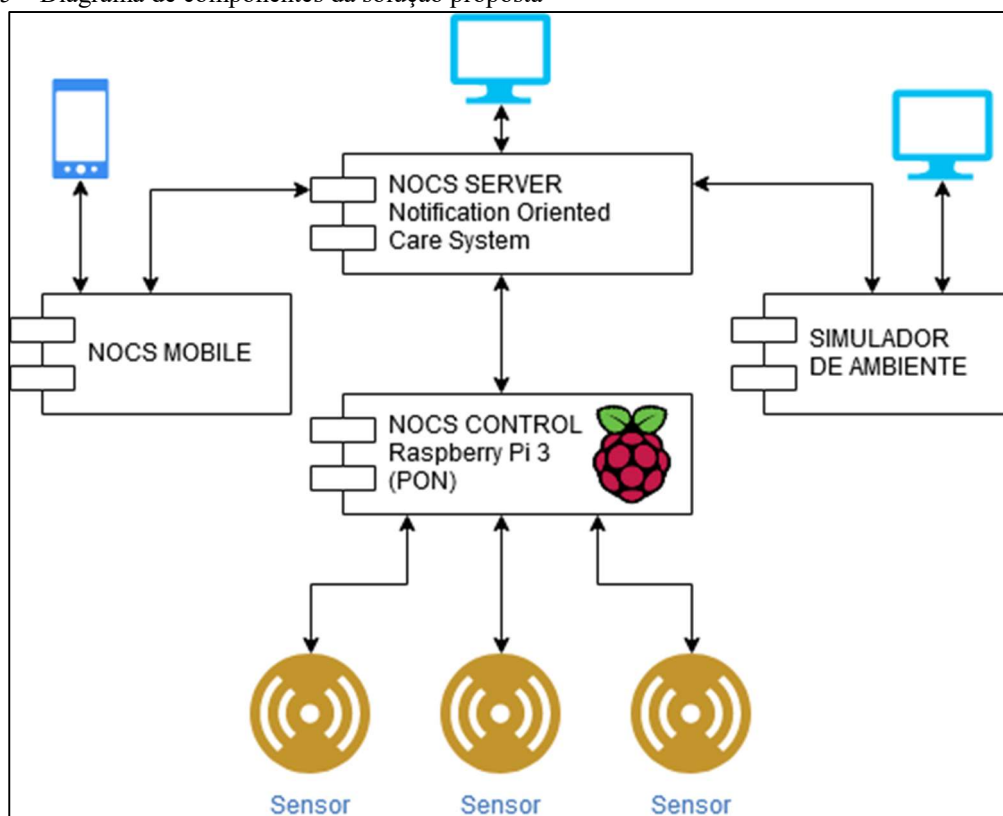 Diagrama de componentes da solução proposta
NOCS SERVER
Notification Oriented
Care System
NOCS MOBILE
SIMULADOR
DE AMBIENTE
NOCS CONTROL
Raspberry Pi 3
(PON)
Sensor
Sensor
Sensor